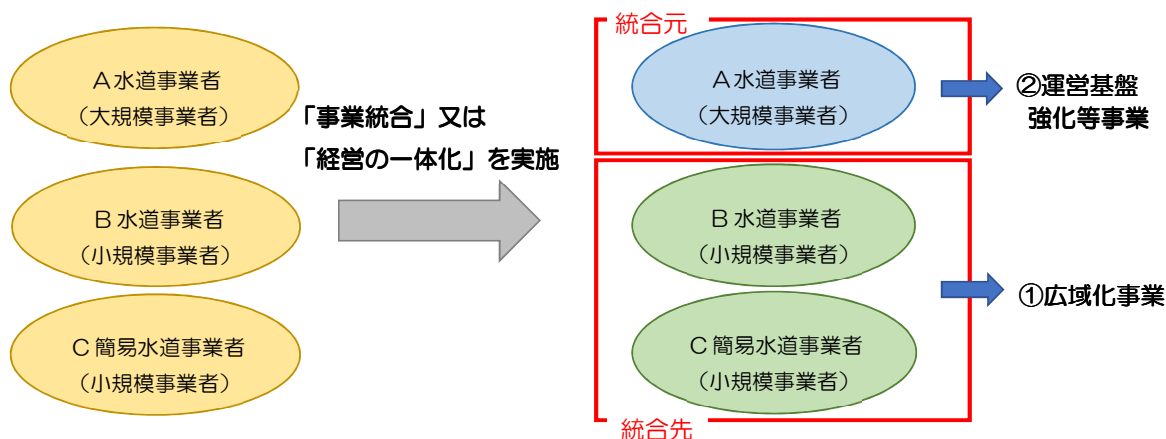 A水道事業者
（大規模事業者）
B水道事業者
（小規模事業者）
C簡易水道事業者
（小規模事業者）
「事業統合」又は
「経営の一体化」を実施
統合元
A水道事業者
（大規模事業者）
②運営基盤
強化等事業
B水道事業者
（小規模事業者）
C簡易水道事業者
（小規模事業者）
①広域化事業
統合先